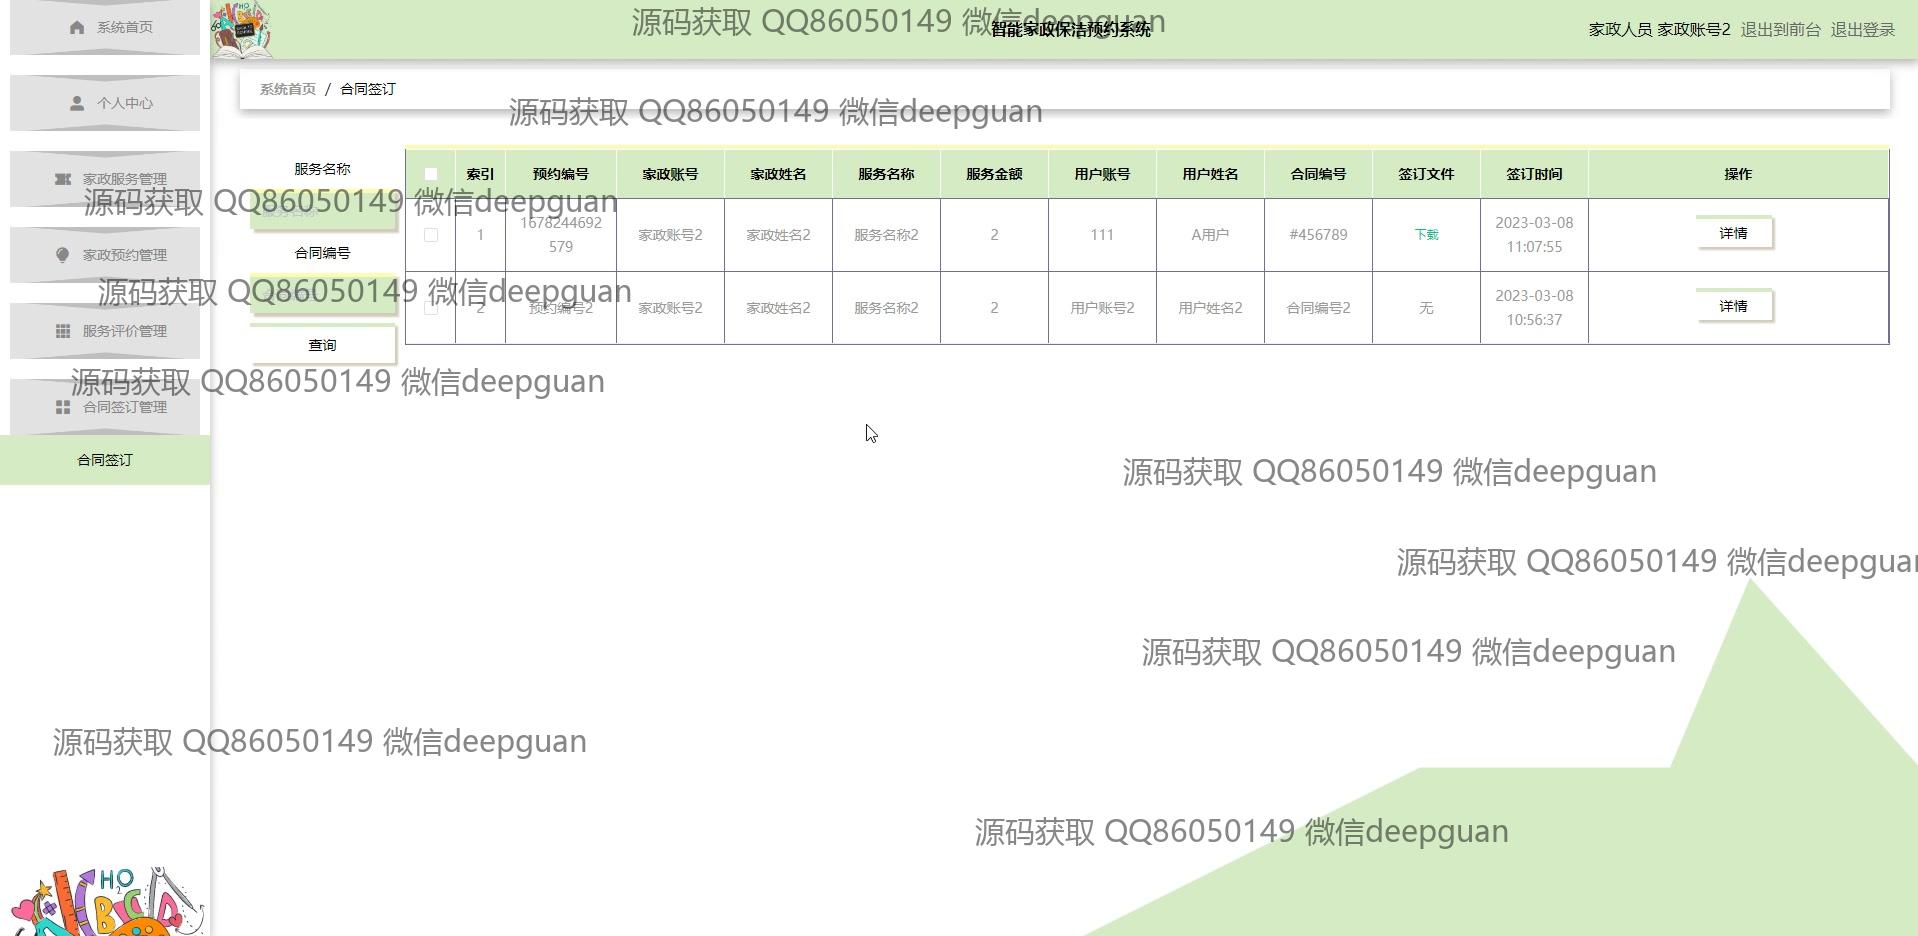 系统首页
个人中心
家政服务管理
家政预约管理
服务评价管理
合同签订管理
合同签订
智能家政保洁预约系统
家政人员 家政账号2 退出到前台 退出登录
系统首页 / 合同签订
服务名称
服务名称
合同编号
查询
索引 预约编号 家政账号 家政姓名 服务名称 服务金额 用户账号 用户姓名 合同编号 签订文件 签订时间 操作
1 1678244692579 家政账号2 家政姓名2 服务名称2 2 111 A用户 #456789 下载 2023-03-08 11:07:55 详情
2 预约编号2 家政账号2 家政姓名2 服务名称2 2 用户账号2 用户姓名2 合同编号2 无 2023-03-08 10:56:37 详情
源码获取 QQ86050149 微信deepguan
源码获取 QQ86050149 微信deepguan
源码获取 QQ86050149 微信deepguan
源码获取 QQ86050149 微信deepguan
源码获取 QQ86050149 微信deepguan
源码获取 QQ86050149 微信deepguan
源码获取 QQ86050149 微信deepguan
源码获取 QQ86050149 微信deepguan
源码获取 QQ86050149 微信deepguan
源码获取 QQ86050149 微信deepguan
HO
2
B C D